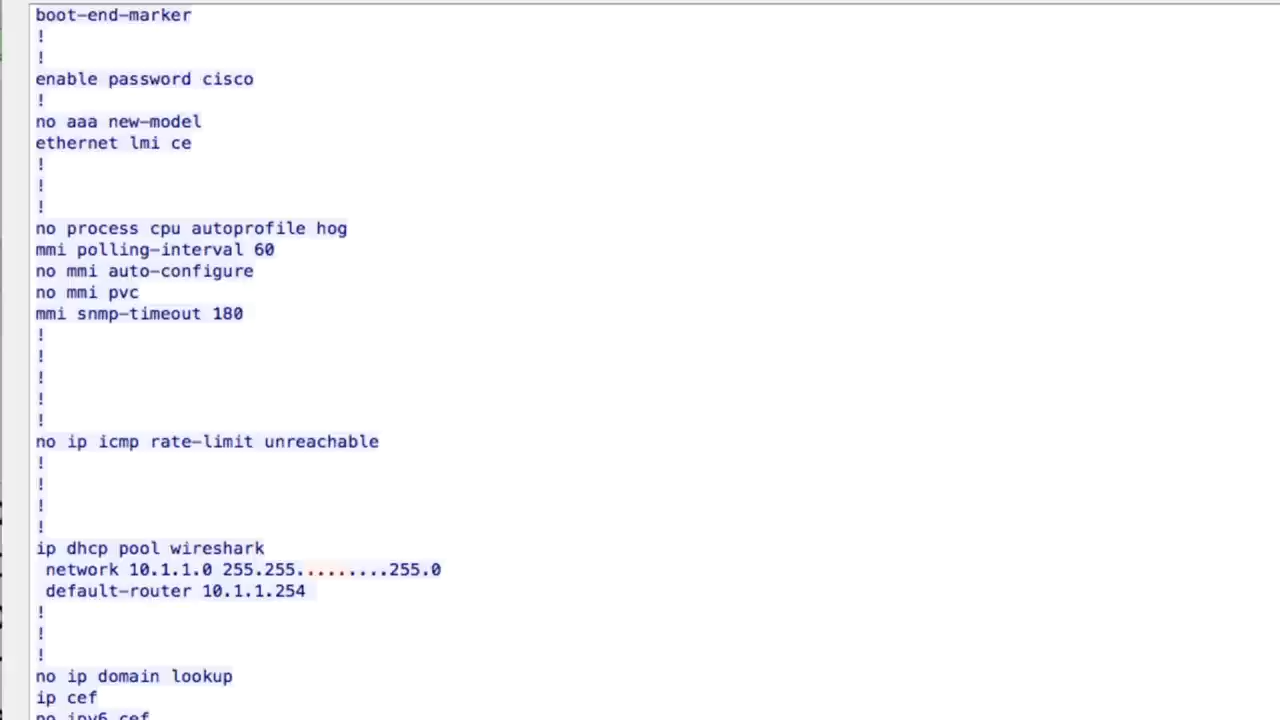 boot-end-marker
!
!
enable password cisco
!
no aaa new-model
ethernet lmi ce
!
!
!
no process cpu autoprofile hog
mmi polling-interval 60
no mmi auto-configure
no mmi pvc
mmi snmp-timeout 180
!
!
!
!
!
no ip icmp rate-limit unreachable
!
!
!
!
ip dhcp pool wireshark
 network 10.1.1.0 255.255.........255.0
 default-router 10.1.1.254
!
!
!
no ip domain lookup
ip cef
no ipv6 cef